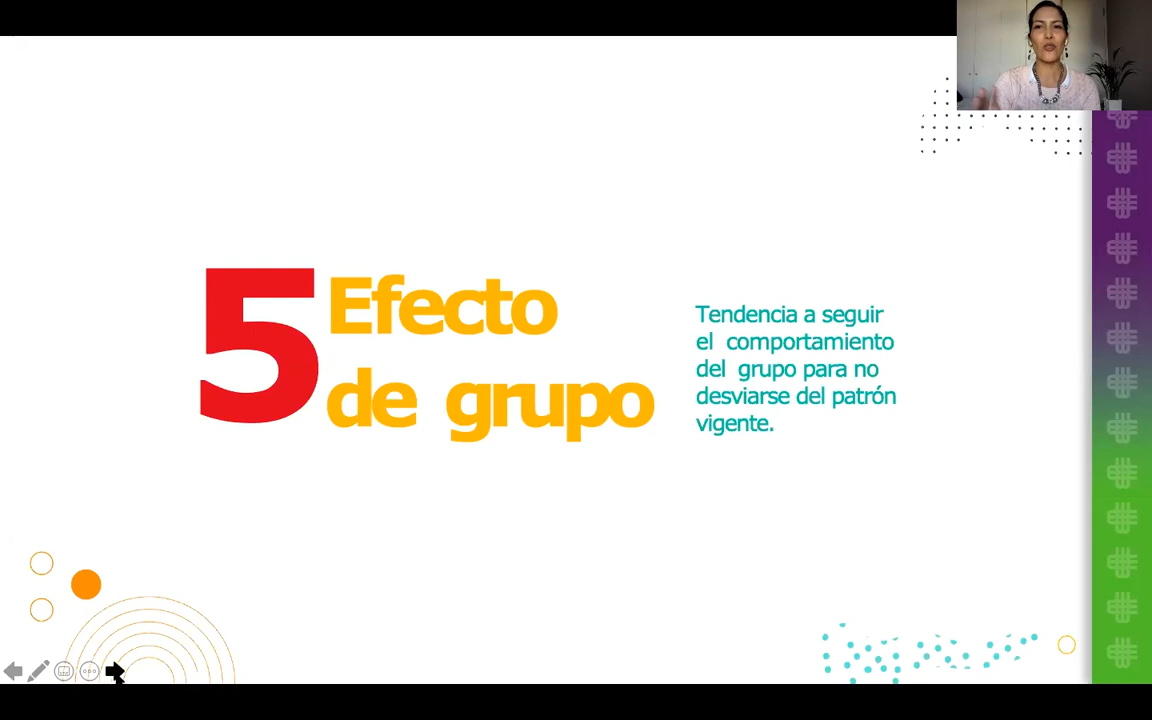 5
Efecto
de grupo
Tendencia a seguir
el comportamiento
del grupo para no
desviarse del patrón
vigente.